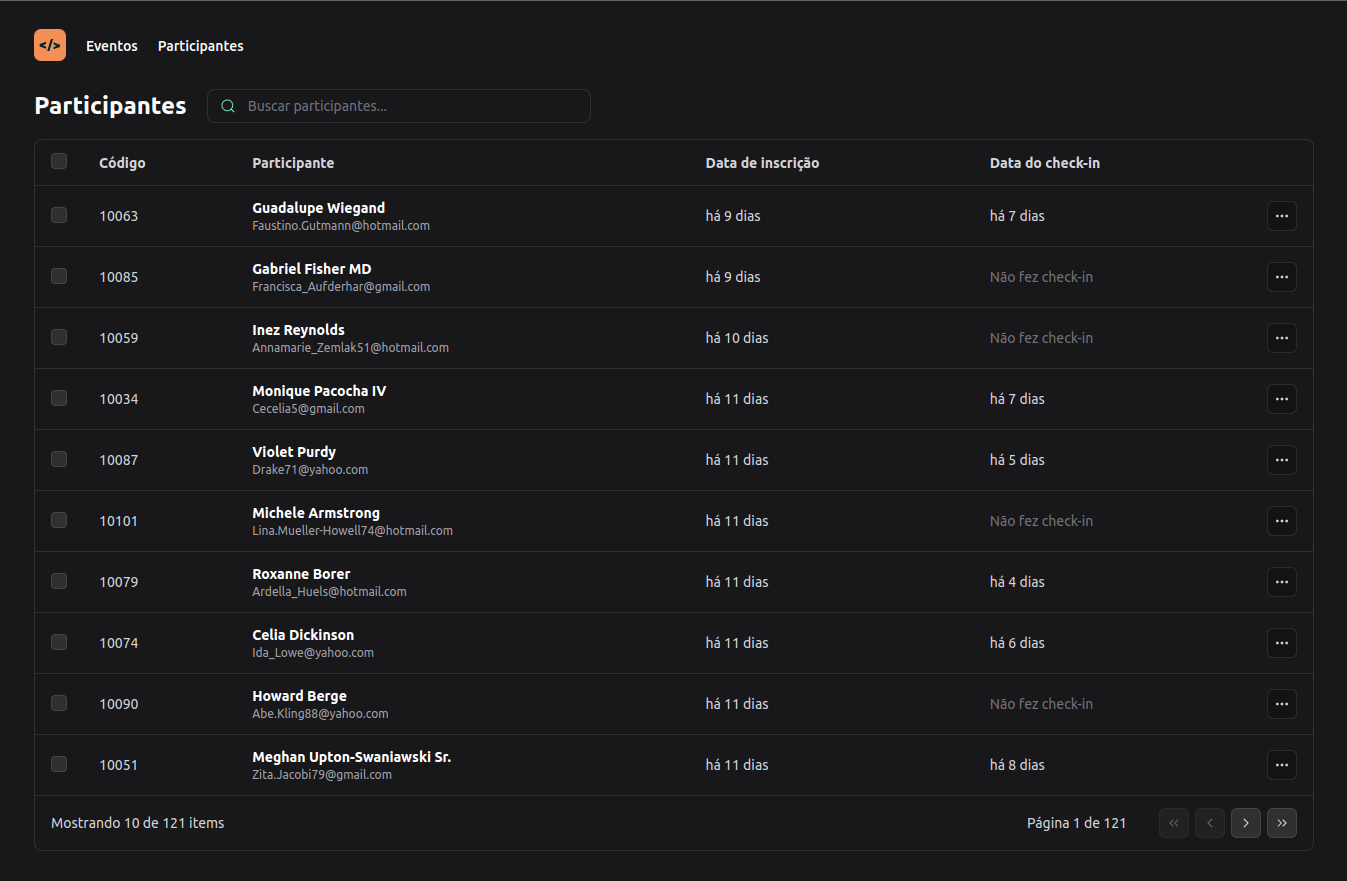 </> Eventos Participantes
Participantes Buscar participantes...
Código Participante Data de inscrição Data do check-in
10063 Guadalupe Wiegand há 9 dias há 7 dias
Faustino.Gutmann@hotmail.com
10085 Gabriel Fisher MD há 9 dias Não fez check-in
Francisca_Aufderhar@gmail.com
10059 Inez Reynolds há 10 dias Não fez check-in
Annamarie_Zemlak51@hotmail.com
10034 Monique Pacocha IV há 11 dias há 7 dias
Cecelia5@gmail.com
10087 Violet Purdy há 11 dias há 5 dias
Drake71@yahoo.com
10101 Michele Armstrong há 11 dias Não fez check-in
Lina.Mueller-Howell74@hotmail.com
10079 Roxanne Borer há 11 dias há 4 dias
Ardella_Huels@hotmail.com
10074 Celia Dickinson há 11 dias há 6 dias
Ida_Lowe@yahoo.com
10090 Howard Berge há 11 dias Não fez check-in
Abe.Kling88@yahoo.com
10051 Meghan Upton-Swaniawski Sr. há 11 dias há 8 dias
Zita.Jacobi79@gmail.com
Mostrando 10 de 121 items Página 1 de 121